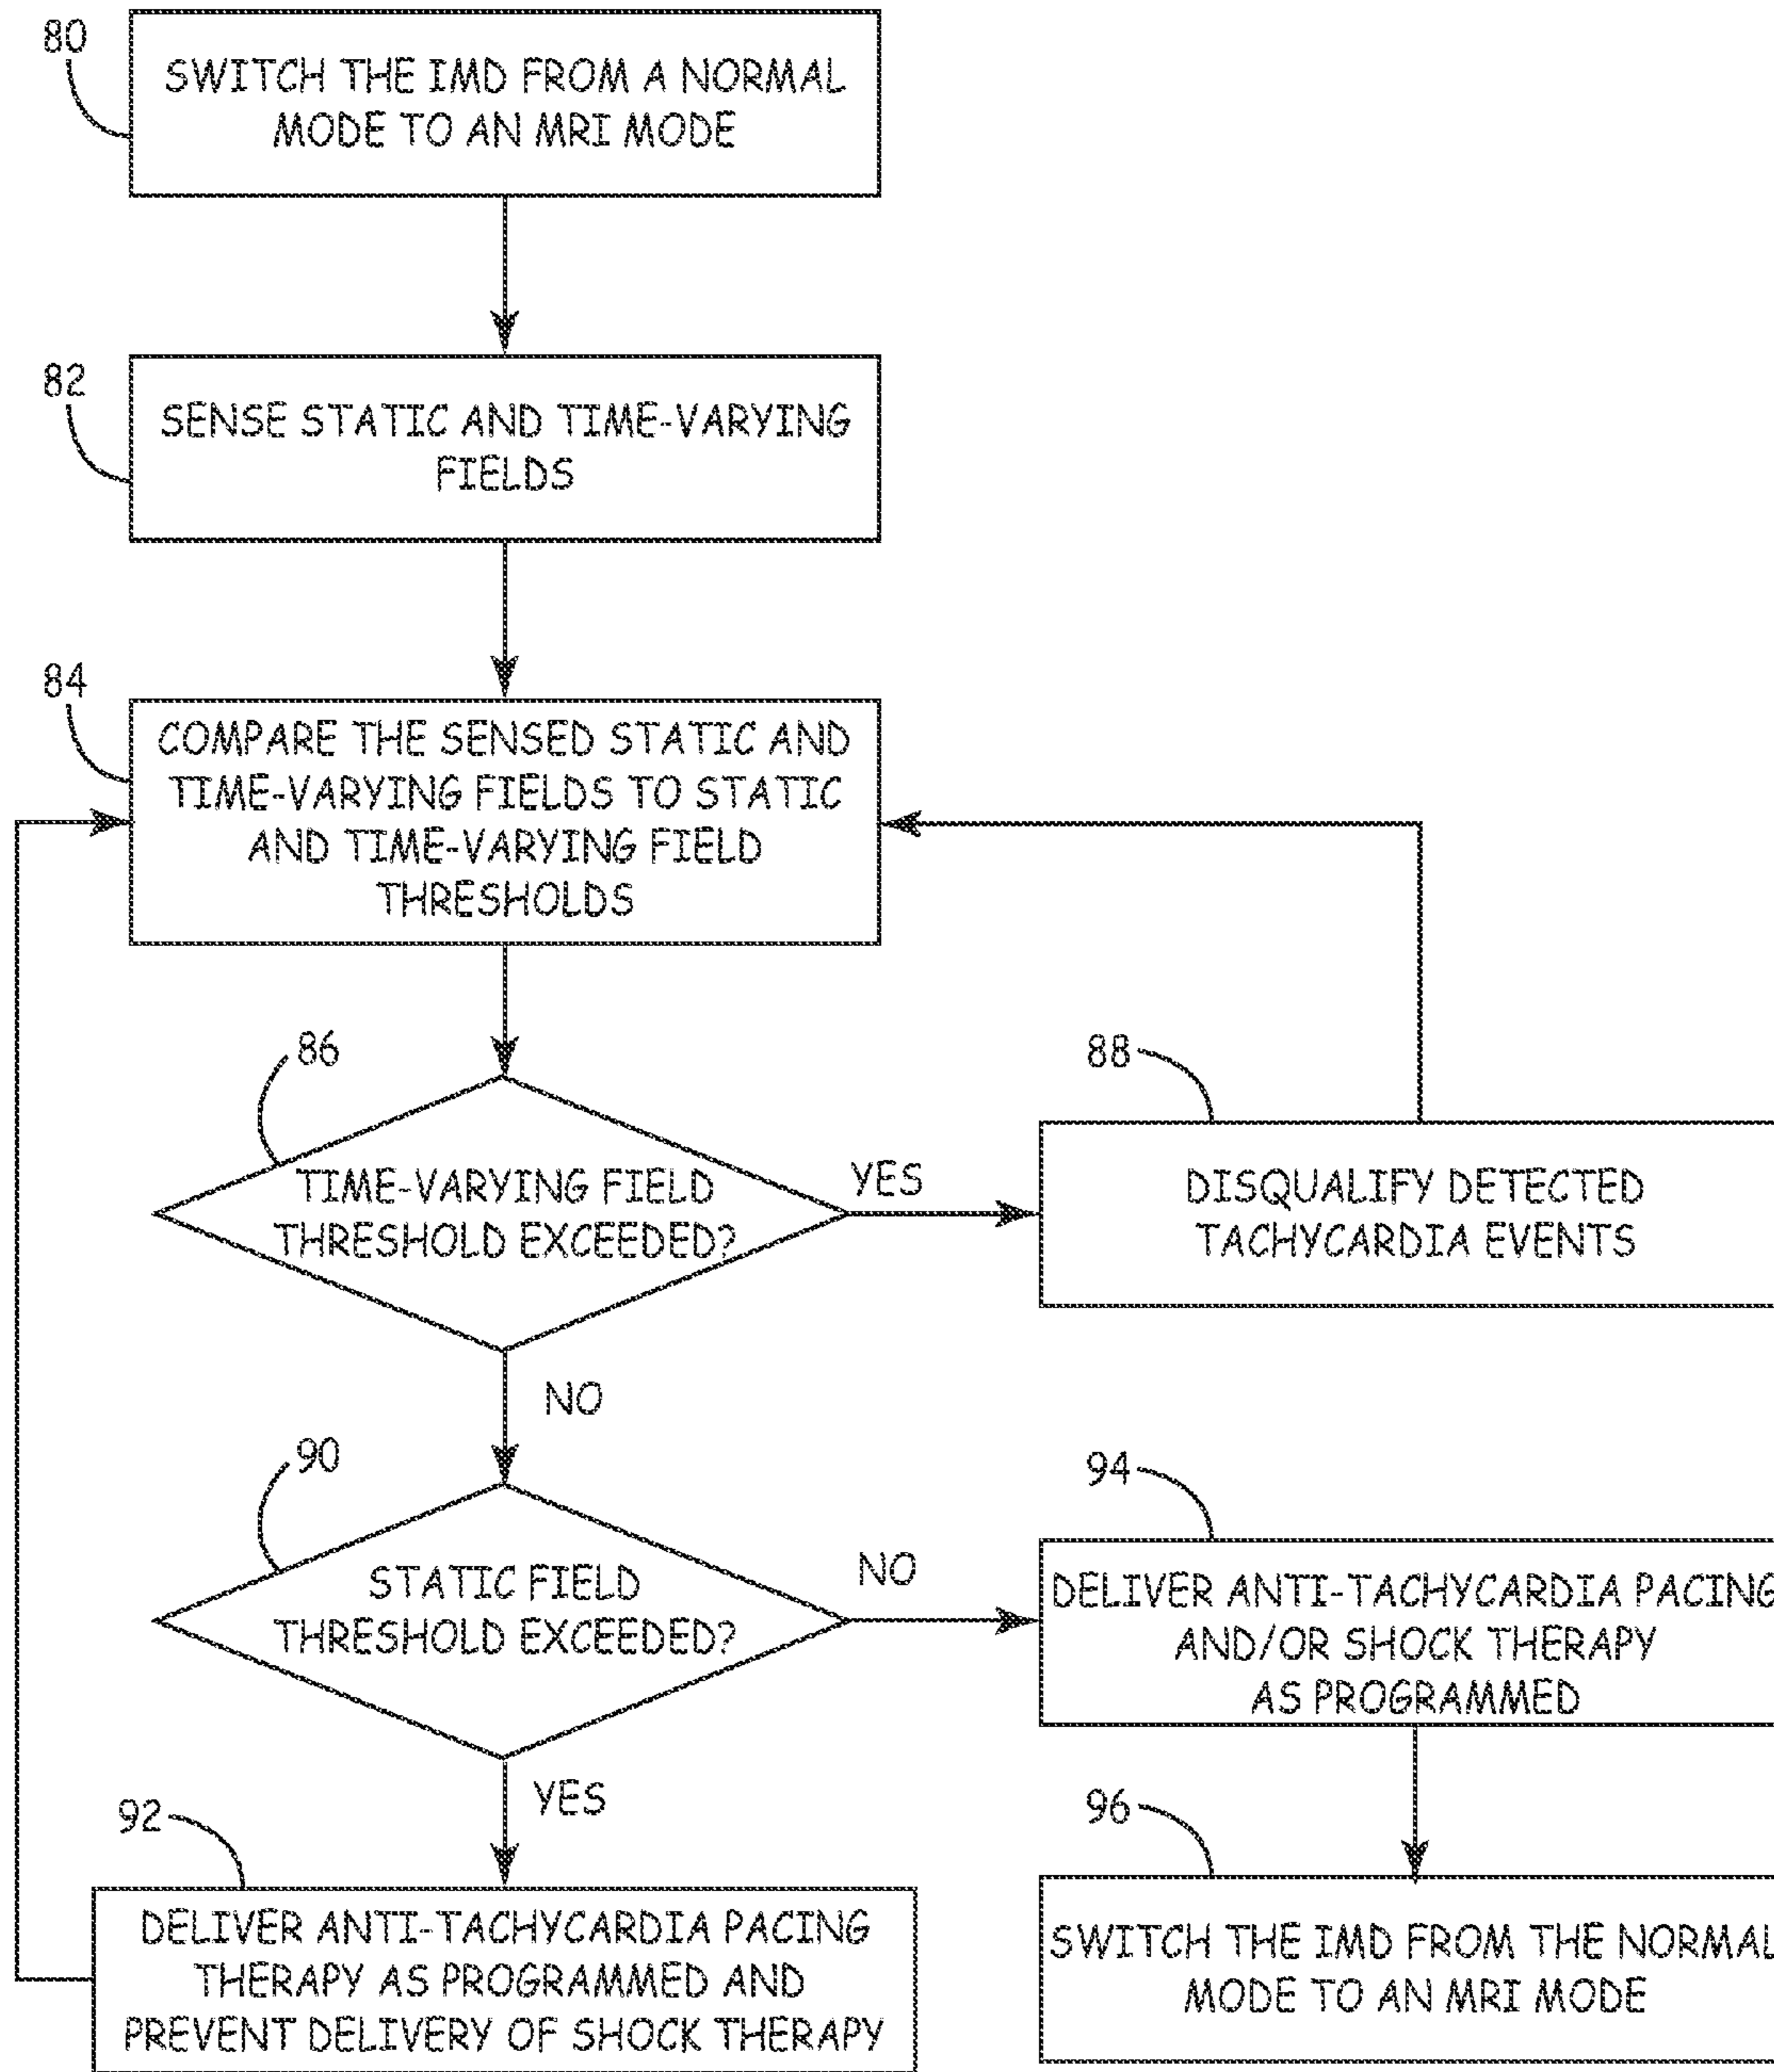 80
SWITCH THE IMD FROM A NORMAL
MODE TO AN MRI MODE
82
SENSE STATIC AND TIME-VARYING
FIELDS
84
COMPARE THE SENSED STATIC AND
TIME-VARYING FIELDS TO STATIC
AND TIME-VARYING FIELD
THRESHOLDS
86
TIME-VARYING FIELD
THRESHOLD EXCEEDED?
YES
88
DISQUALIFY DETECTED
TACHYCARDIA EVENTS
NO
90
STATIC FIELD
THRESHOLD EXCEEDED?
NO
94
DELIVER ANTI-TACHYCARDIA PACING
AND/OR SHOCK THERAPY
AS PROGRAMMED
YES
92
DELIVER ANTI-TACHYCARDIA PACING
THERAPY AS PROGRAMMED AND
PREVENT DELIVERY OF SHOCK THERAPY
96
SWITCH THE IMD FROM THE NORMAL
MODE TO AN MRI MODE